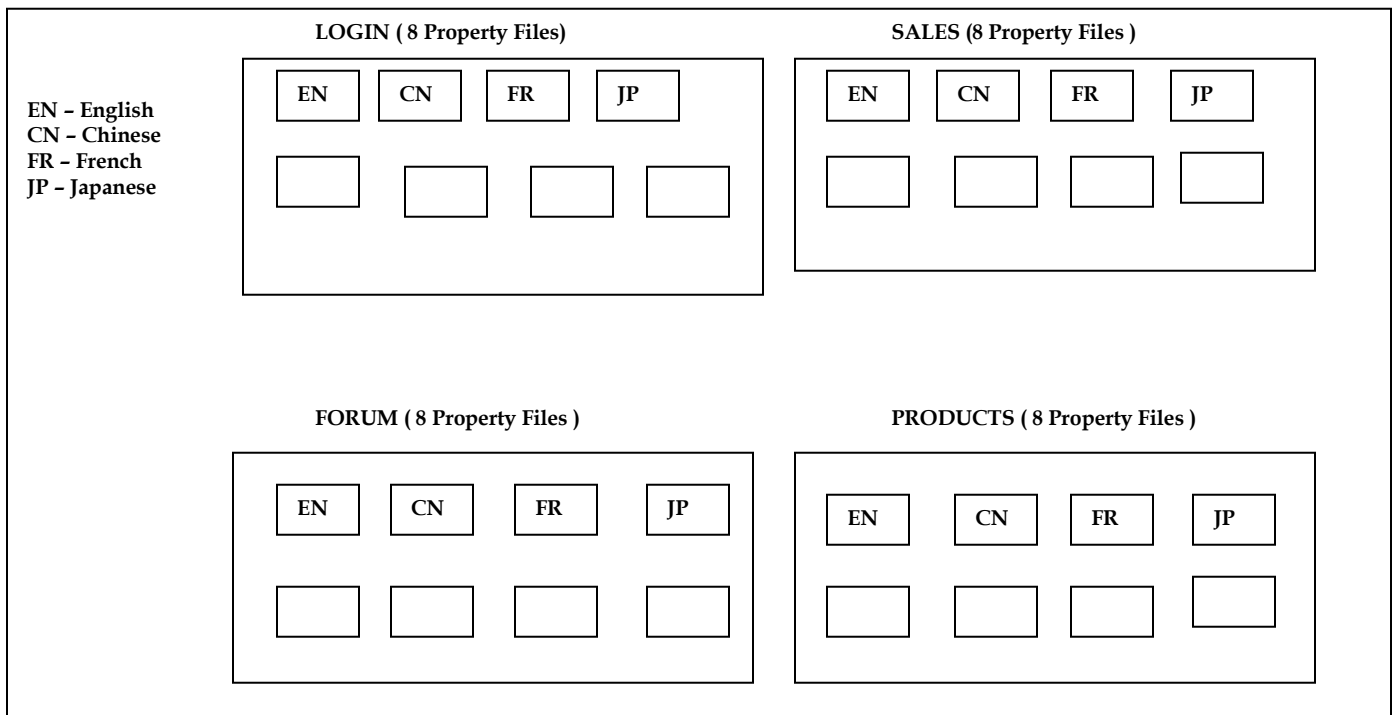 LOGIN ( 8 Property Files)
SALES (8 Property Files )
EN – English
CN – Chinese
FR – French
JP – Japanese
EN CN FR JP
EN CN FR JP
FORUM ( 8 Property Files )
PRODUCTS ( 8 Property Files )
EN CN FR JP
EN CN FR JP